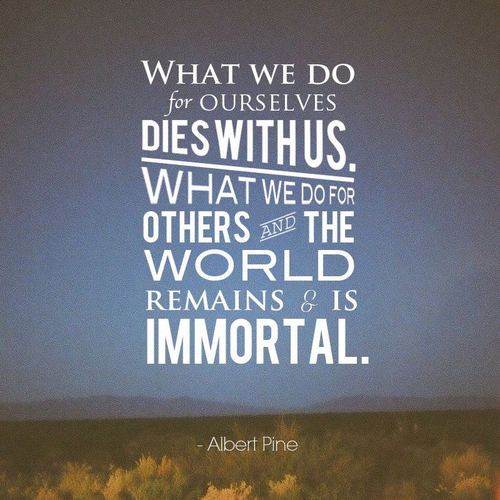 WHAT WE DO
for OURSELVES
DIES WITH US.
WHAT WE DO FOR
OTHERS AND THE
WORLD
REMAINS & IS
IMMORTAL.
- Albert Pine